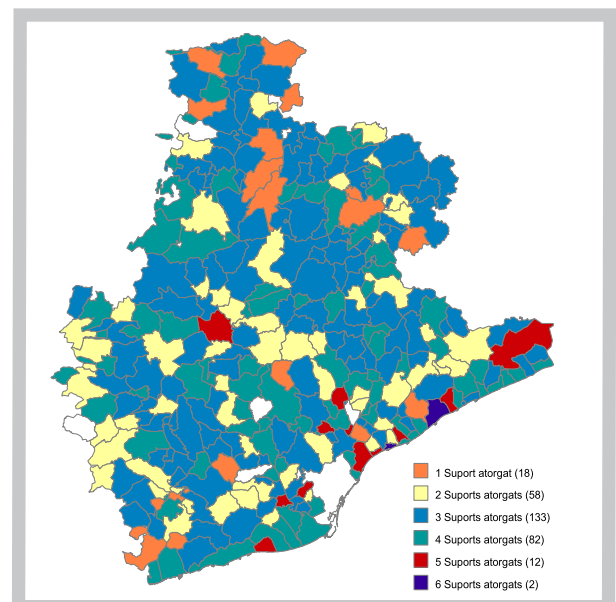 1 Suport atorgat (18)
2 Suports atorgats (58)
3 Suports atorgats (133)
4 Suports atorgats (82)
5 Suports atorgats (12)
6 Suports atorgats (2)